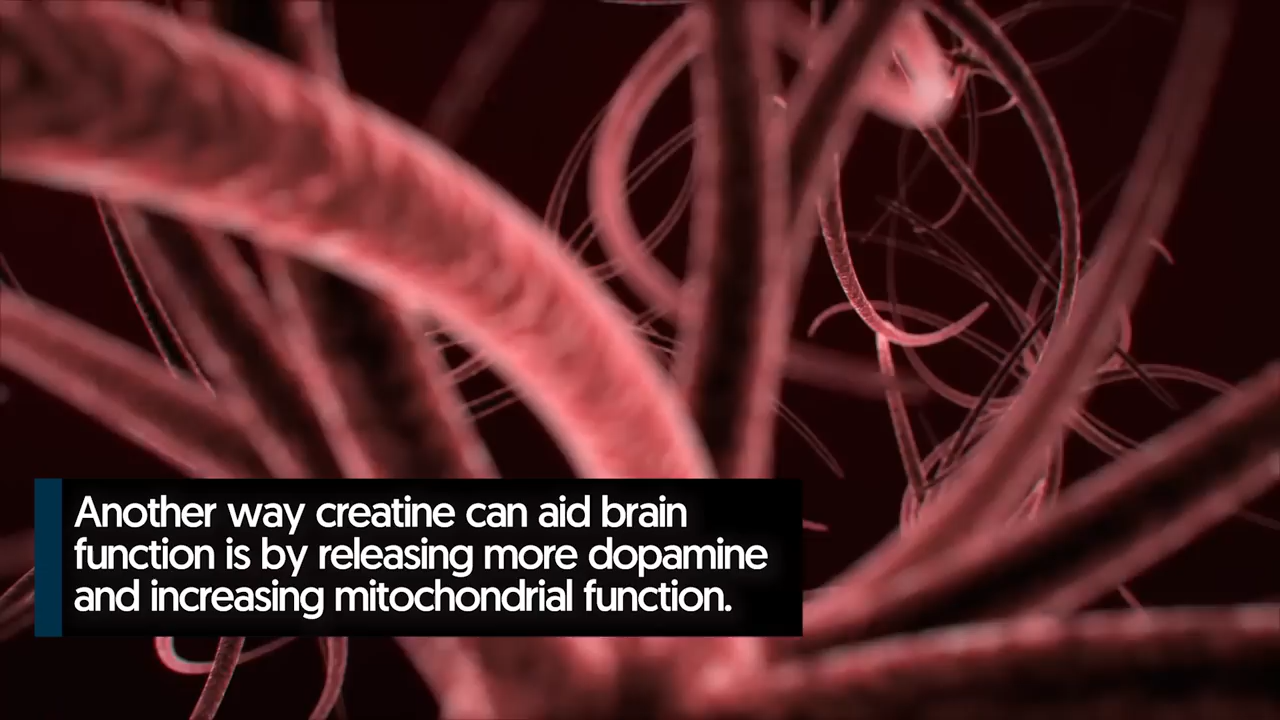 Another way creatine can aid brain
function is by releasing more dopamine
and increasing mitochondrial function.